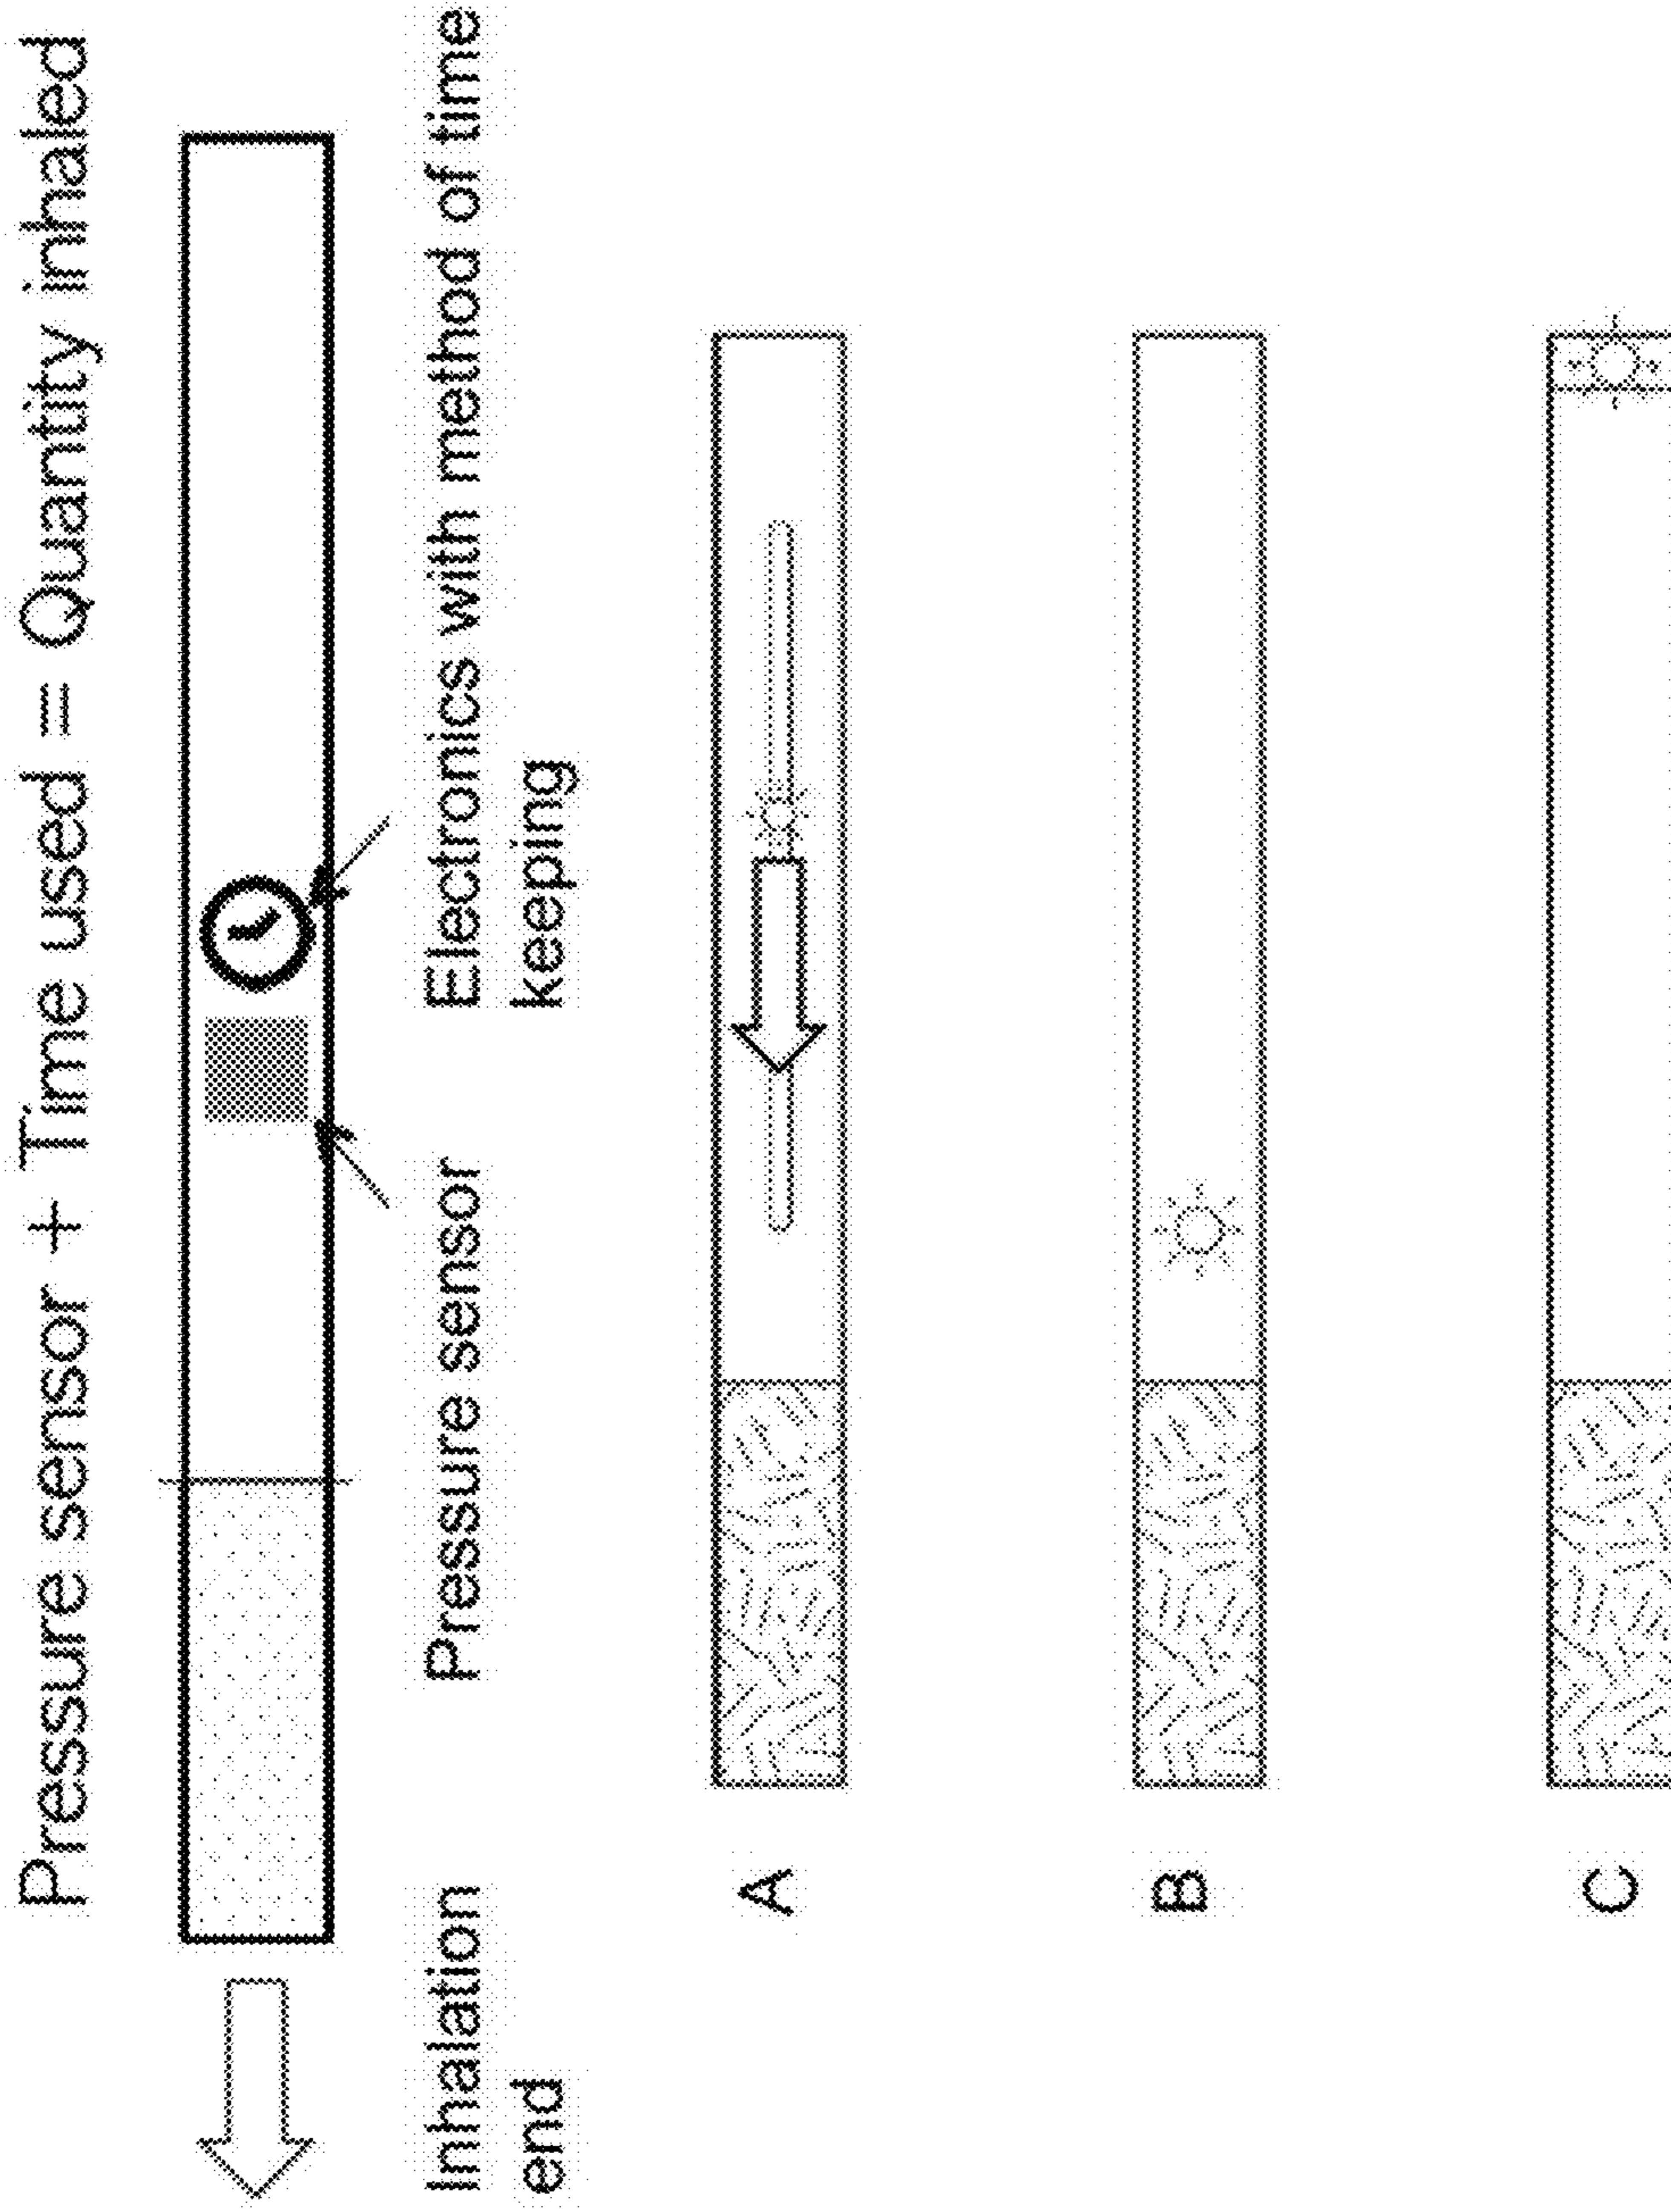 Pressure sensor + Time used = Quantity inhaled
Inhalation
end
Pressure sensor
Electronics with method of time
keeping
A
B
C